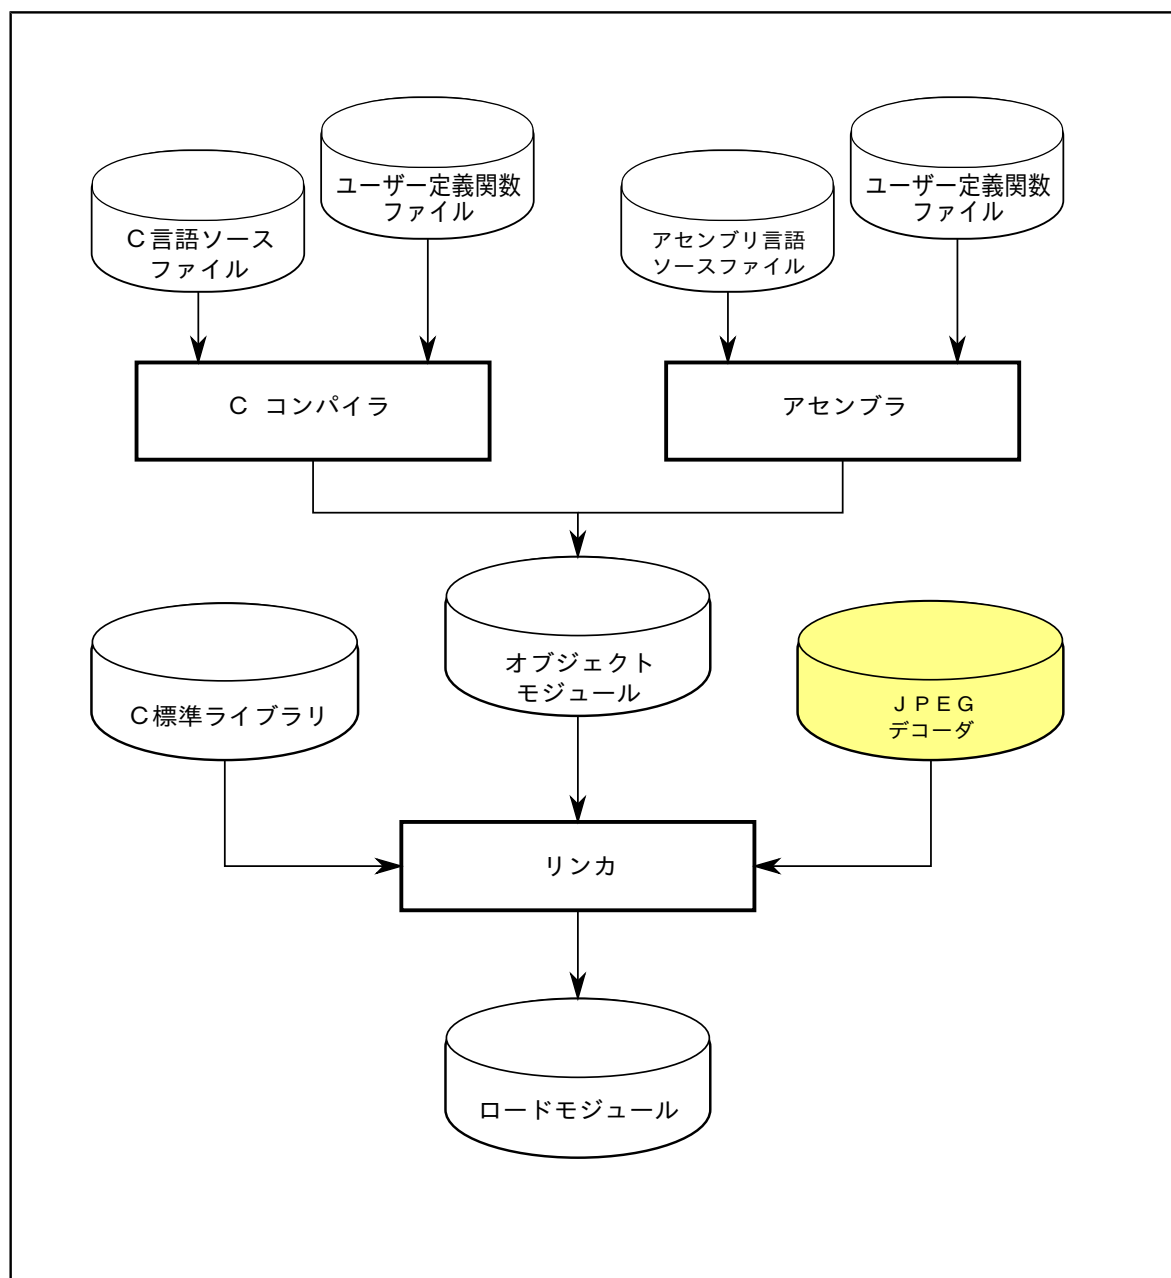 ユーザー定義関数
ファイル
C言語ソース
ファイル
ユーザー定義関数
ファイル
アセンブリ言語
ソースファイル
C コンパイラ
アセンブラ
オブジェクト
モジュール
C標準ライブラリ
JPEG
デコーダ
リンカ
ロードモジュール